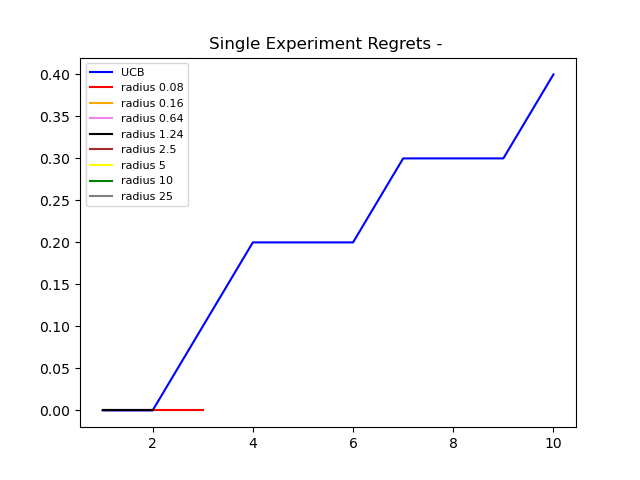 Single Experiment Regrets -
UCB
radius 0.08
radius 0.16
radius 0.64
radius 1.24
radius 2.5
radius 5
radius 10
radius 25
0.40
0.35
0.30
0.25
0.20
0.15
0.10
0.05
0.00
2 4 6 8 10